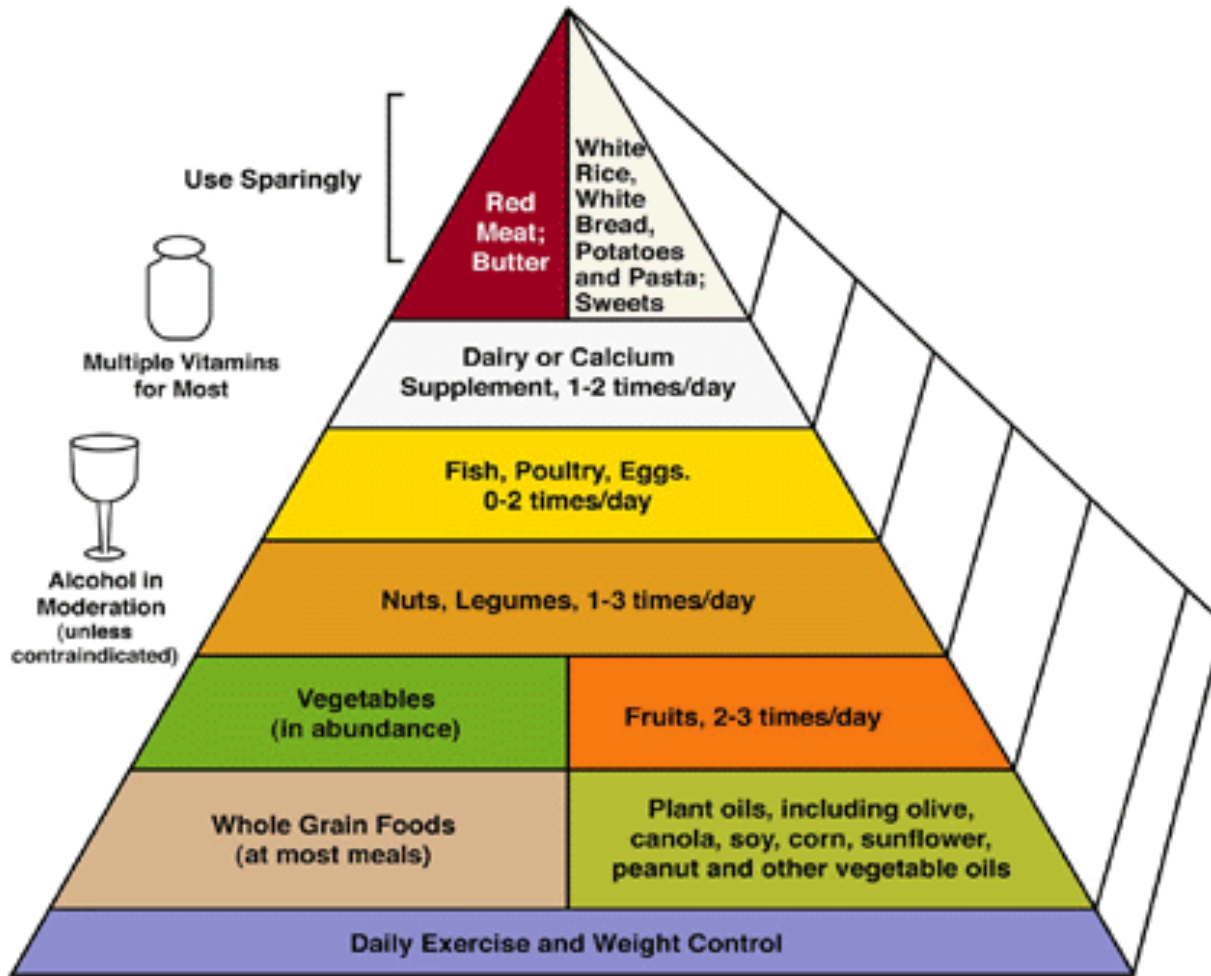 Use Sparingly
Red
Meat;
Butter
White
Rice,
White
Bread,
Potatoes
and Pasta;
Sweets
Multiple Vitamins
for Most
Dairy or Calcium
Supplement, 1-2 times/day
Fish, Poultry, Eggs.
0-2 times/day
Alcohol in
Moderation
(unless
contraindicated)
Nuts, Legumes, 1-3 times/day
Vegetables
(in abundance)
Fruits, 2-3 times/day
Whole Grain Foods
(at most meals)
Plant oils, including olive,
canola, soy, corn, sunflower,
peanut and other vegetable oils
Daily Exercise and Weight Control